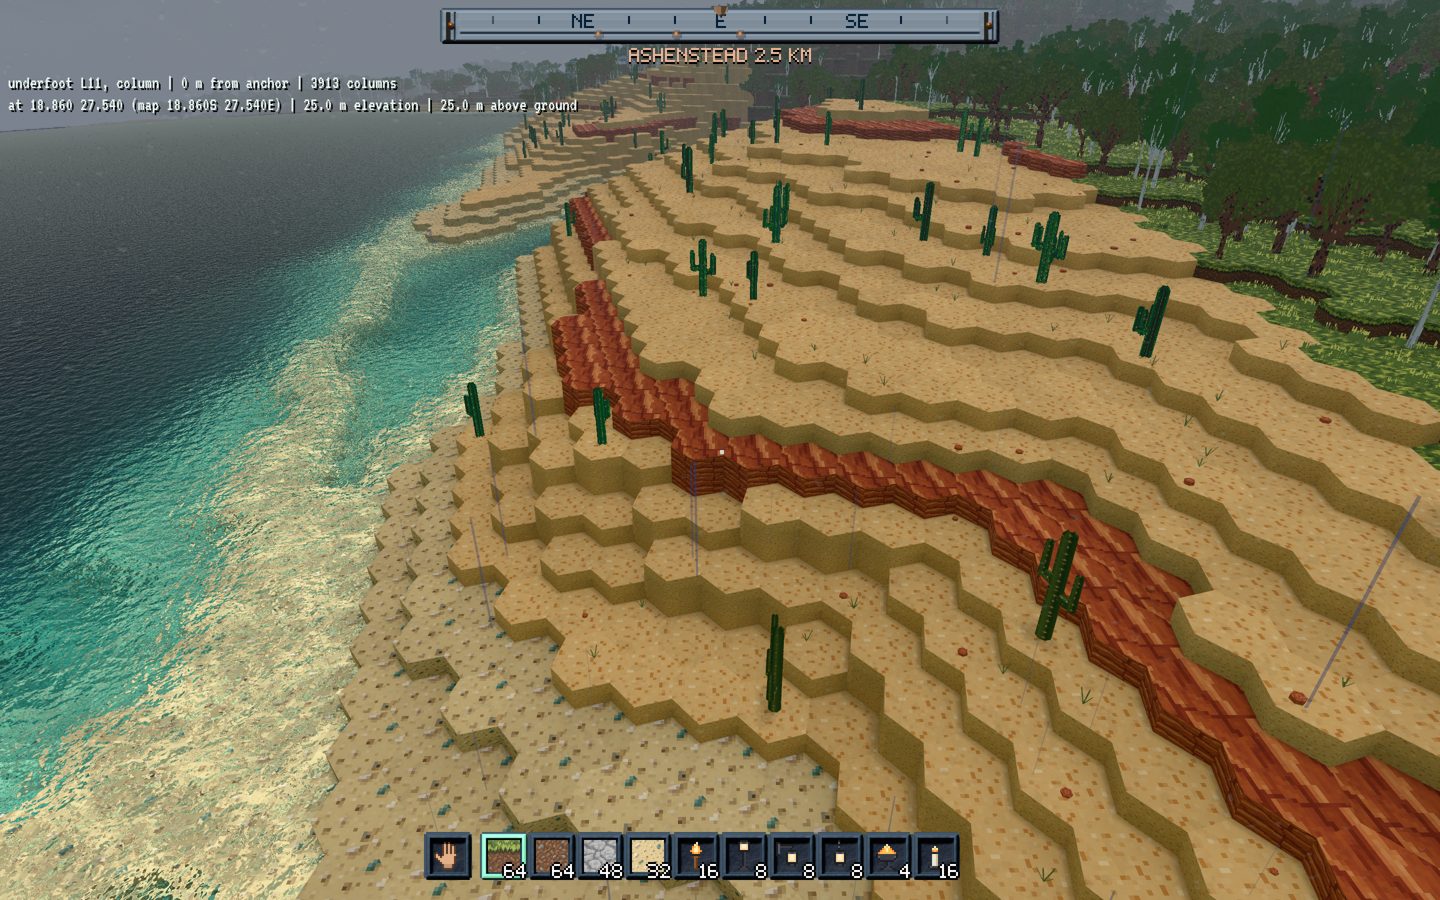 NE E SE
ASHENSTEAD 2.5 KM
underfoot L11, column | 0 m from anchor | 3913 columns
at 18.860 27.540 (map 18.860S 27.540E) | 25.0 m elevation | 25.0 m above ground
64 64 48 32 16 8 8 8 4 16